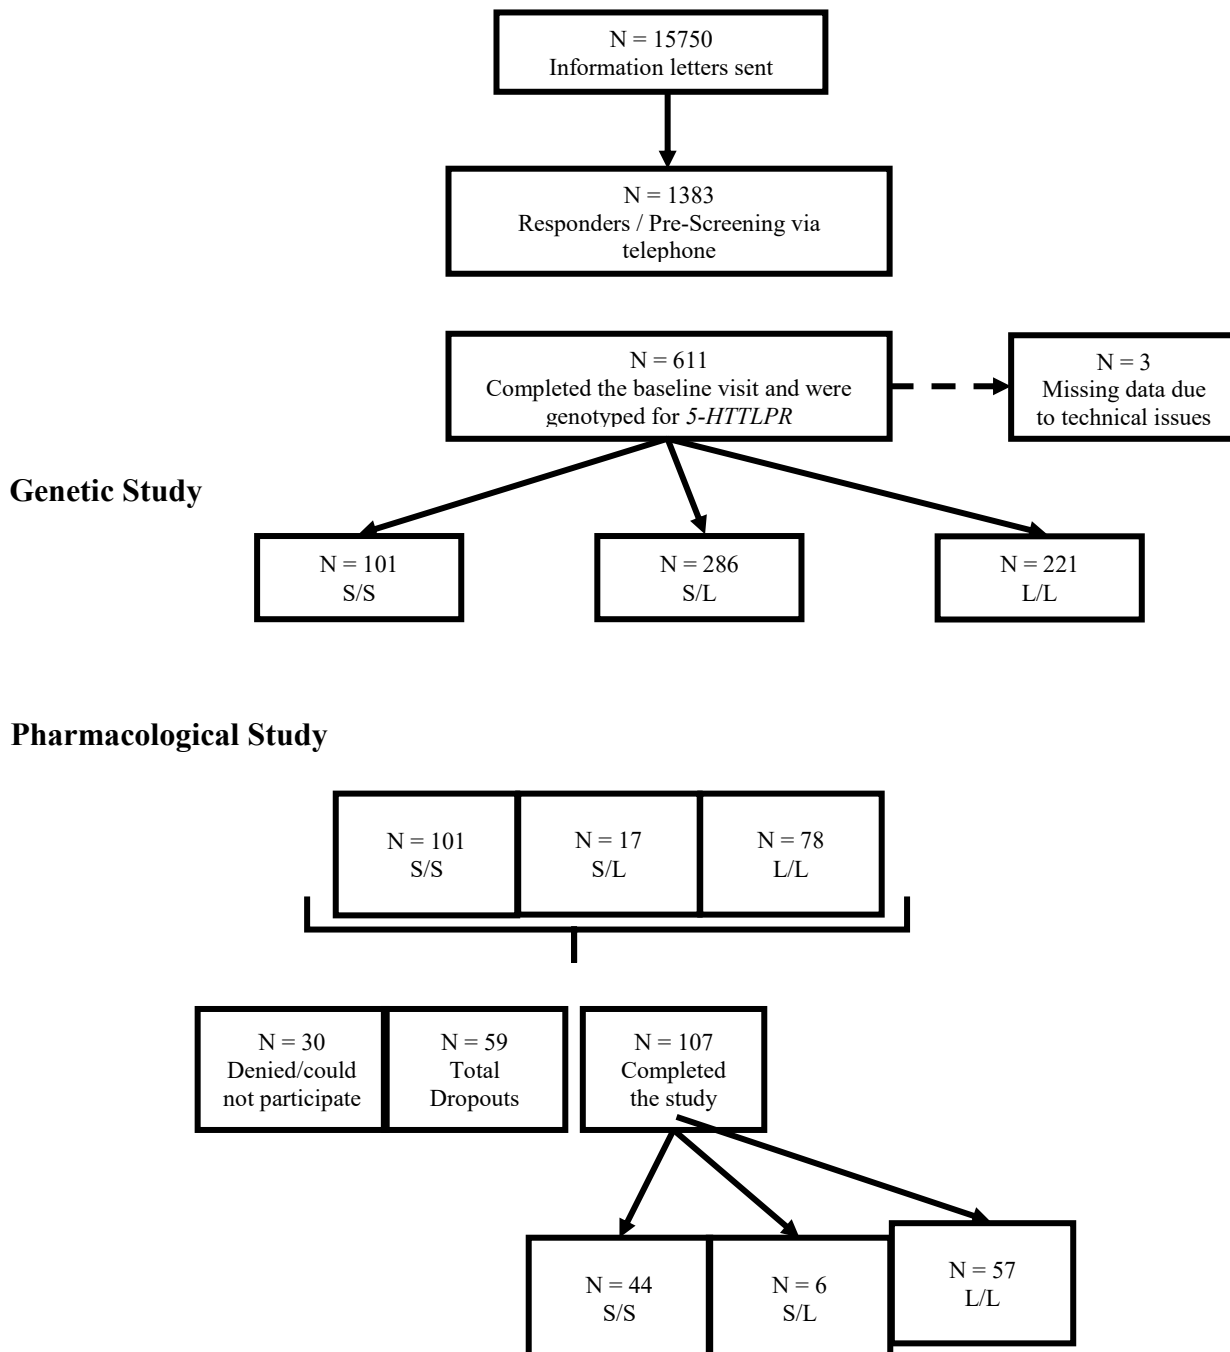 N = 15750
Information letters sent
N = 1383
Responders / Pre-Screening via
telephone
N = 611
Completed the baseline visit and were
genotyped for 5-HTTLPR
N = 3
Missing data due
to technical issues
Genetic Study
N = 101
S/S
N = 286
S/L
N = 221
L/L
Pharmacological Study
N = 101
S/S
N = 17
S/L
N = 78
L/L
N = 30
Denied/could
not participate
N = 59
Total
Dropouts
N = 107
Completed
the study
N = 44
S/S
N = 6
S/L
N = 57
L/L